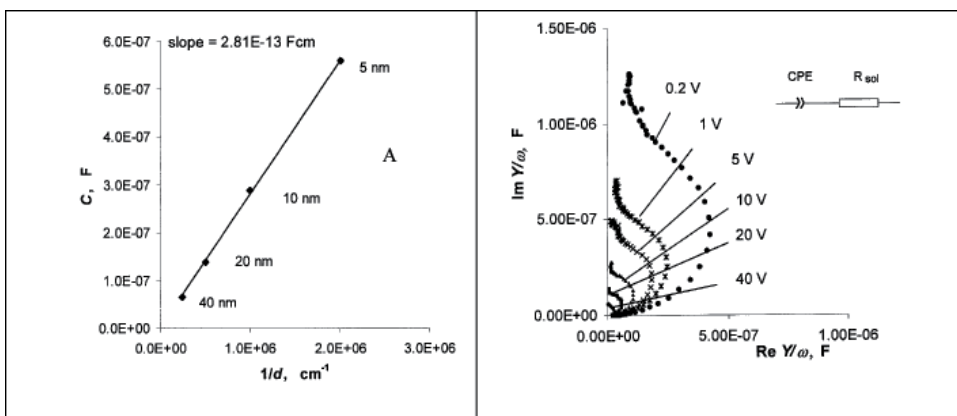 slope = 2.81E-13 Fcm
6.0E-07
5.0E-07
4.0E-07
3.0E-07
2.0E-07
1.0E-07
0.0E+00
C, F
5 nm
A
10 nm
20 nm
40 nm
0.0E+00 1.0E+06 2.0E+06 3.0E+06
1/d, cm⁻¹
1.50E-06
1.00E-06
5.00E-07
0.00E+00
Im Y/ω, F
CPE R sol
0.2 V
1 V
5 V
10 V
20 V
40 V
0.00E+00 5.00E-07 1.00E-06
Re Y/ω, F